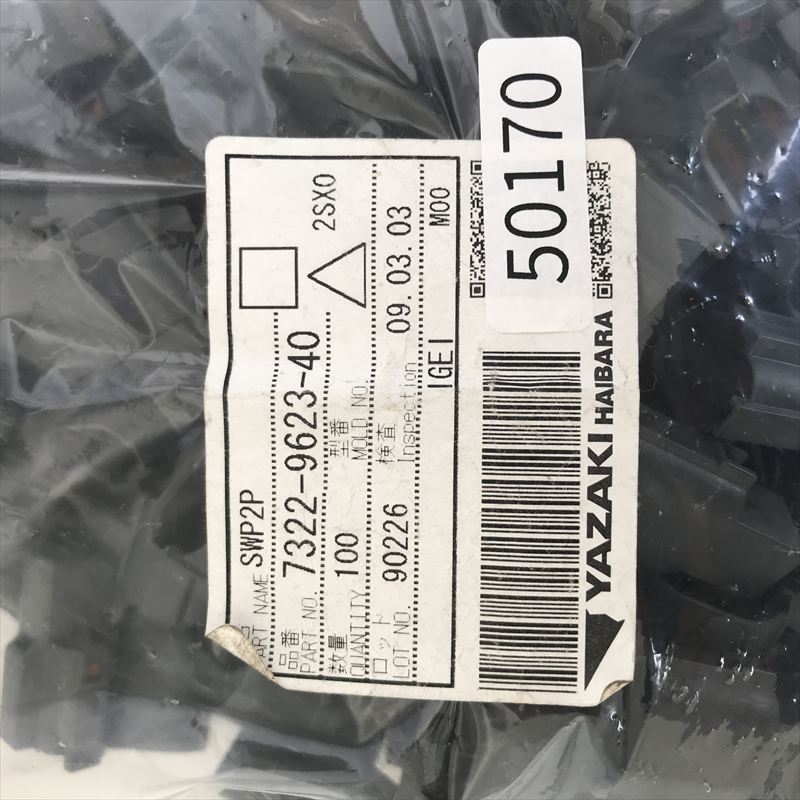 50170
品
PART NAME SWP2P
2SX0
品番
PART NO. 7322-9623-40
数量
QUANTITY 100
型番
MOLD NO.
ロット
LOT NO. 90226
検査
Inspection 09.03.03
IGEI
M00
YAZAKI HAIBARA